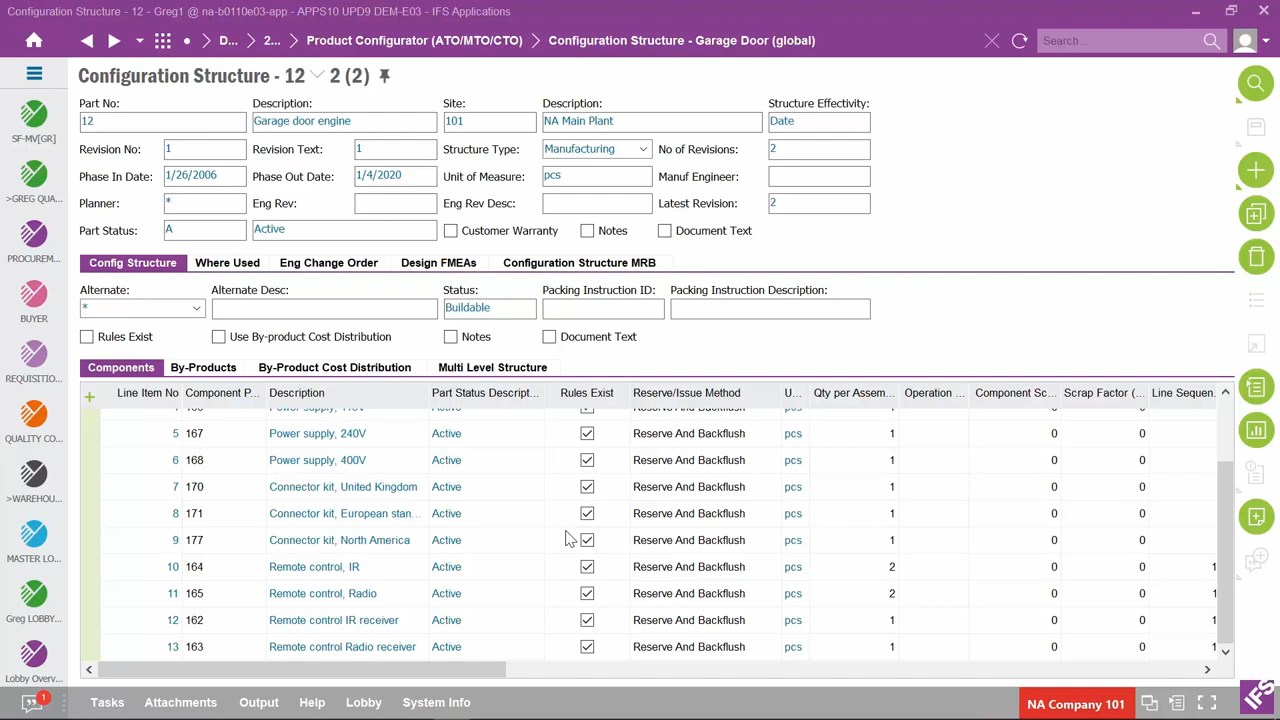 Configuration Structure - 12 - Greg1 @ na-b0110e03-app - APPS10 UPD9 DEM-E03 - IFS Applications
D... 2... Product Configurator (ATO/MTO/CTO) Configuration Structure - Garage Door (global) Search...
Configuration Structure - 12 2 (2)
Part No: Description: Site: Description: Structure Effectivity:
12 Garage door engine 101 NA Main Plant Date
Revision No: 1 Revision Text: 1 Structure Type: Manufacturing No of Revisions: 2
Phase In Date: 1/26/2006 Phase Out Date: 1/4/2020 Unit of Measure: pcs Manuf Engineer:
Planner: * Eng Rev: Eng Rev Desc: Latest Revision: 2
Part Status: A Active Customer Warranty Notes Document Text
Config Structure Where Used Eng Change Order Design FMEAs Configuration Structure MRB
Alternate: Alternate Desc: Status: Packing Instruction ID: Packing Instruction Description:
* Buildable
Rules Exist Use By-product Cost Distribution Notes Document Text
Components By-Products By-Product Cost Distribution Multi Level Structure
Line Item No Component P... Description Part Status Descript... Rules Exist Reserve/Issue Method U... Qty per Assem... Operation ... Component Sc... Scrap Factor (... Line Sequen.
5 167 Power supply, 240V Active Reserve And Backflush pcs 1 0 0
6 168 Power supply, 400V Active Reserve And Backflush pcs 1 0 0
7 170 Connector kit, United Kingdom Active Reserve And Backflush pcs 1 0 0
8 171 Connector kit, European stan... Active Reserve And Backflush pcs 1 0 0
9 177 Connector kit, North America Active Reserve And Backflush pcs 1 0 0
10 164 Remote control, IR Active Reserve And Backflush pcs 2 0 0 1
11 165 Remote control, Radio Active Reserve And Backflush pcs 2 0 0 1
12 162 Remote control IR receiver Active Reserve And Backflush pcs 1 0 0 1
13 163 Remote control Radio receiver Active Reserve And Backflush pcs 1 0 0 1
SF-MV[GR]
>GREG QUA...
PROCUREM...
BUYER
REQUISITIO...
QUALITY CO...
>WAREHOU...
MASTER LO...
Greg LOBBY...
Lobby Overv...
1 Tasks Attachments Output Help Lobby System Info NA Company 101 IFS